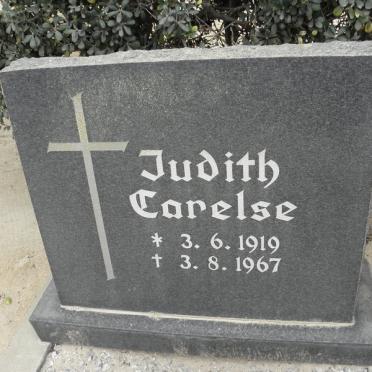 Judith
Carelse
* 3. 6. 1919
† 3. 8. 1967